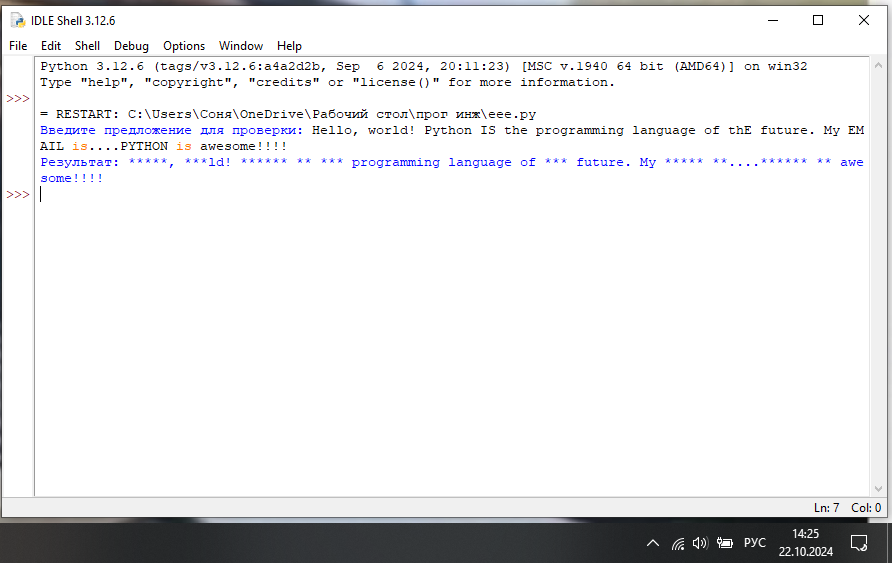 IDLE Shell 3.12.6
File Edit Shell Debug Options Window Help
Python 3.12.6 (tags/v3.12.6:a4a2d2b, Sep  6 2024, 20:11:23) [MSC v.1940 64 bit (AMD64)] on win32
Type "help", "copyright", "credits" or "license()" for more information.
>>>
= RESTART: C:\Users\Соня\OneDrive\Рабочий стол\прог инж\eee.py
Введите предложение для проверки: Hello, world! Python IS the programming language of thE future. My EM
AIL is....PYTHON is awesome!!!!
Результат: *****, ***ld! ****** ** *** programming language of *** future. My ***** **....****** ** awe
some!!!!
>>>
Ln: 7 Col: 0
РУС
14:25
22.10.2024